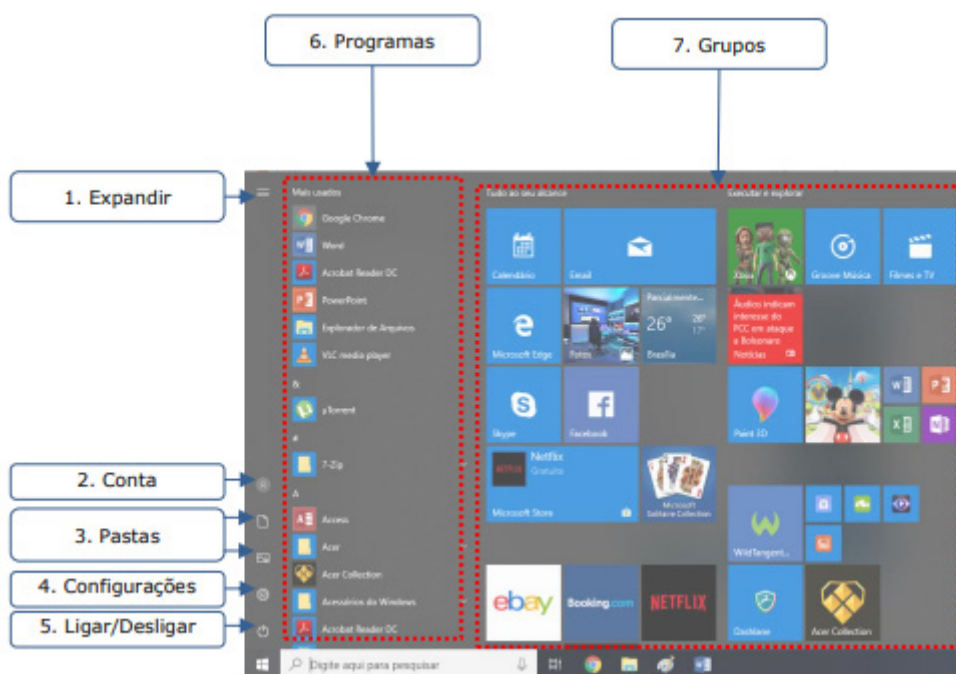 6. Programas
7. Grupos
1. Expandir
2. Conta
3. Pastas
4. Configurações
5. Ligar/Desligar
Mais usados
Google Chrome
Word
Acrobat Reader DC
PowerPoint
Explorador de Arquivos
VLC media player
&
µTorrent
#
7-Zip
A
Access
Acer
Acer Collection
Acessórios do Windows
Acrobat Reader DC
Tudo ao seu alcance
Calendário
Email
Microsoft Edge
Fotos
Parcialmente...
26° 28°
17°
Brasília
Skype
Facebook
Netflix
Gratuito
NETFLIX
Microsoft Store
Microsoft
Solitaire Collection
ebay
Booking.com
NETFLIX
Executar e explorar
Xbox
Groove Música
Filmes e TV
Áudios indicam
interesse do
PCC em ataque
a Bolsonaro
Notícias
Paint 3D
WildTangent...
Dashlane
Acer Collection
Digite aqui para pesquisar